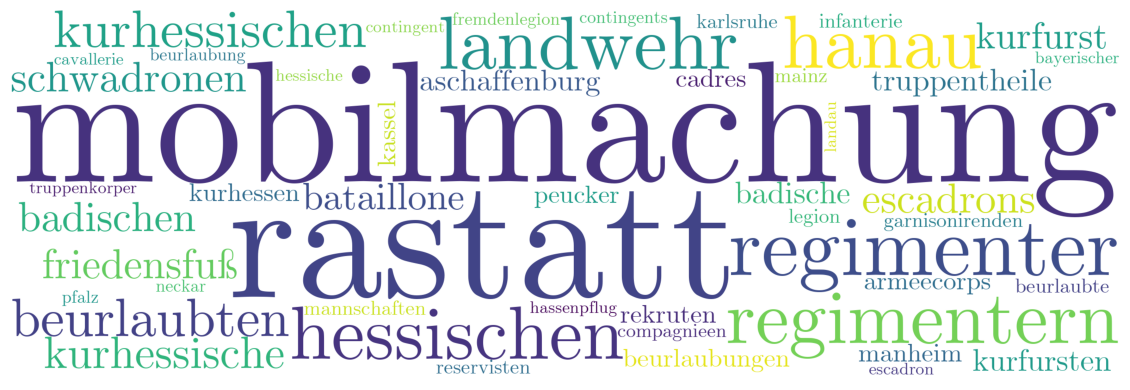 kurhessischen
contingent
fremdenlegion
contingents
karlsruhe
infanterie
cavallerie
beurlaubung
landwehr
hanau
kurfurst
bayerischer
schwadronen
hessische
aschaffenburg
cadres
mainz
truppentheile
mobilmachung
kassel
landau
truppenkorper
kurhessen
bataillone
peucker
badische
escadrons
badischen
legion
garnisonirenden
rastatt
regimenter
friedensfuß
neckar
armeecorps
beurlaubte
pfalz
beurlaubten
mannschaften
hassenpflug
rekruten
regimentern
hessischen
compagnieen
kurhessische
reservisten
beurlaubungen
manheim
escadron
kurfursten